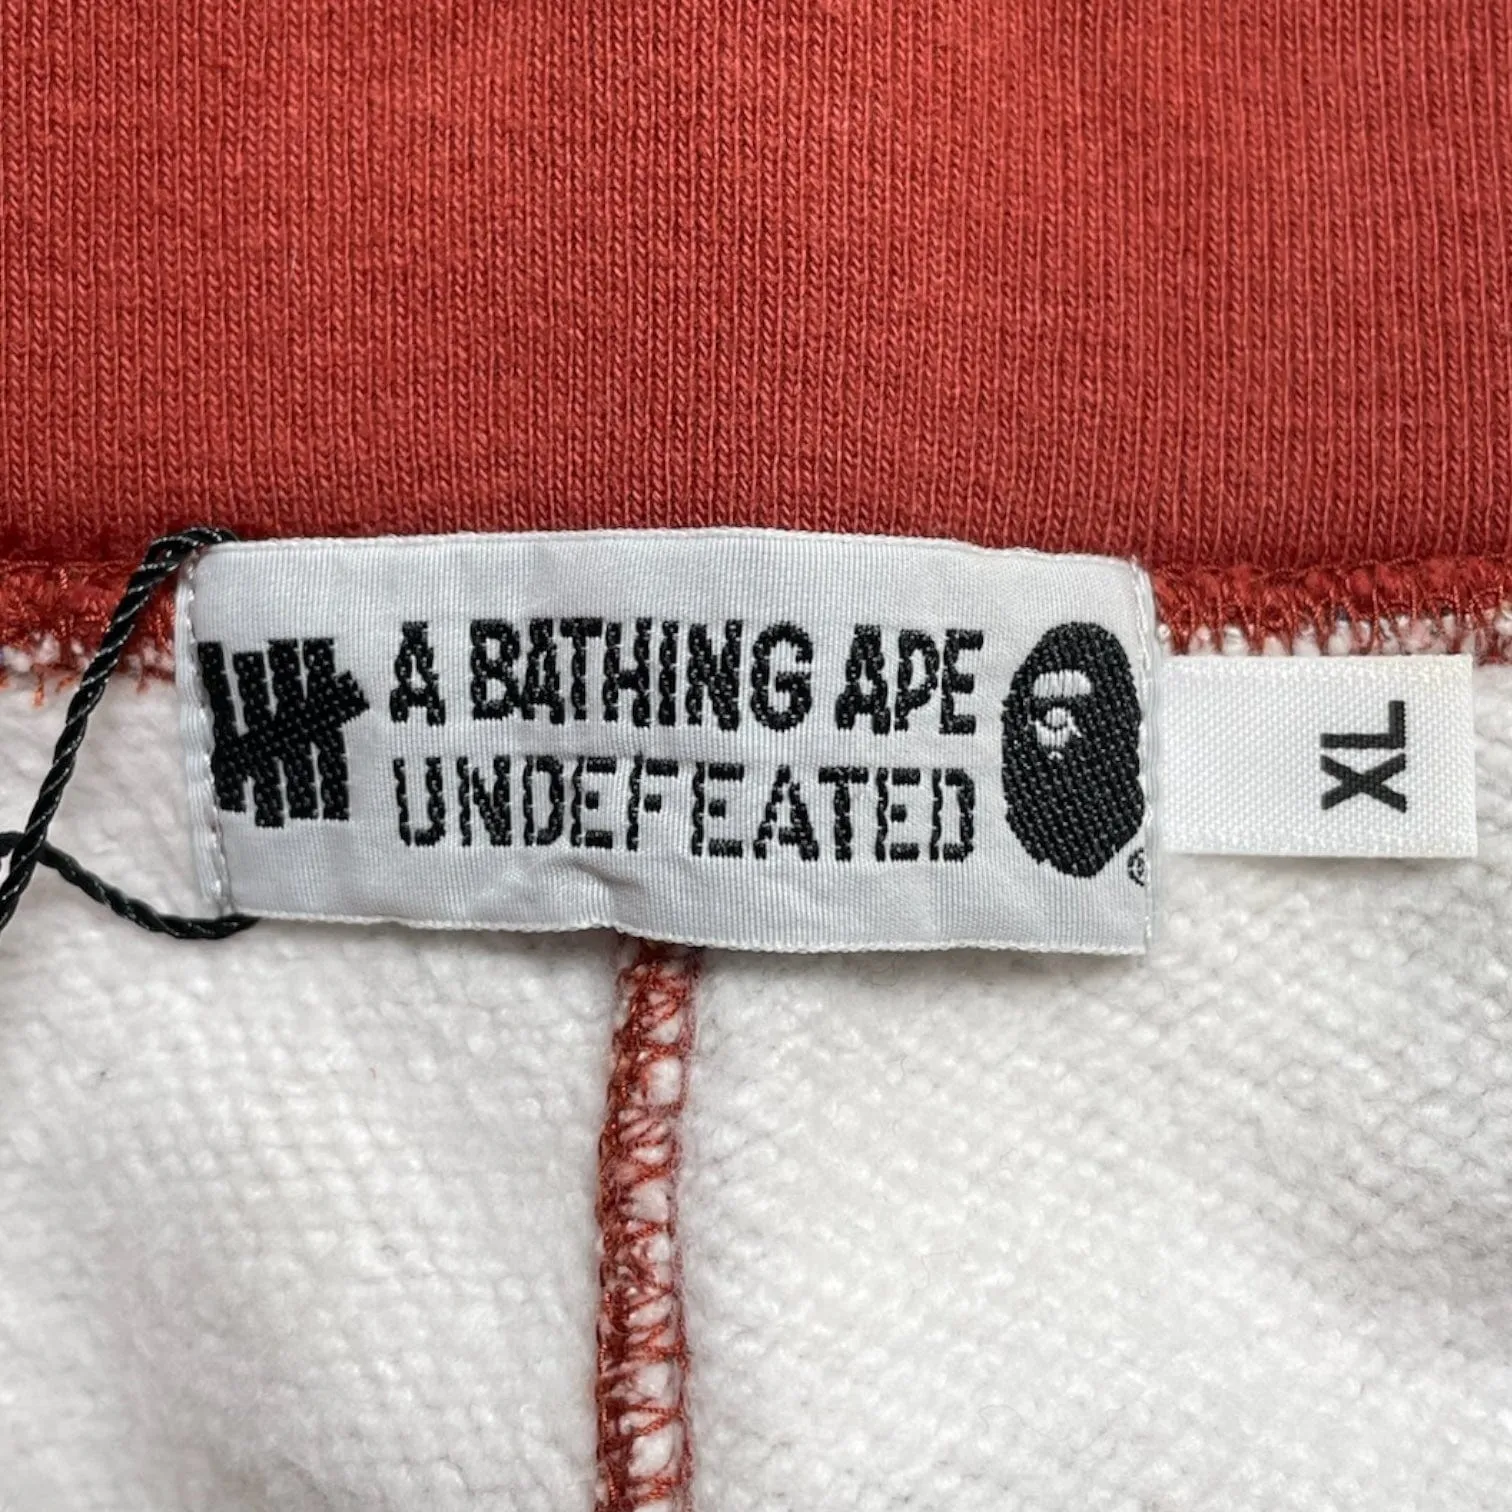 A BATHING APE
UNDEFEATED
®
XL